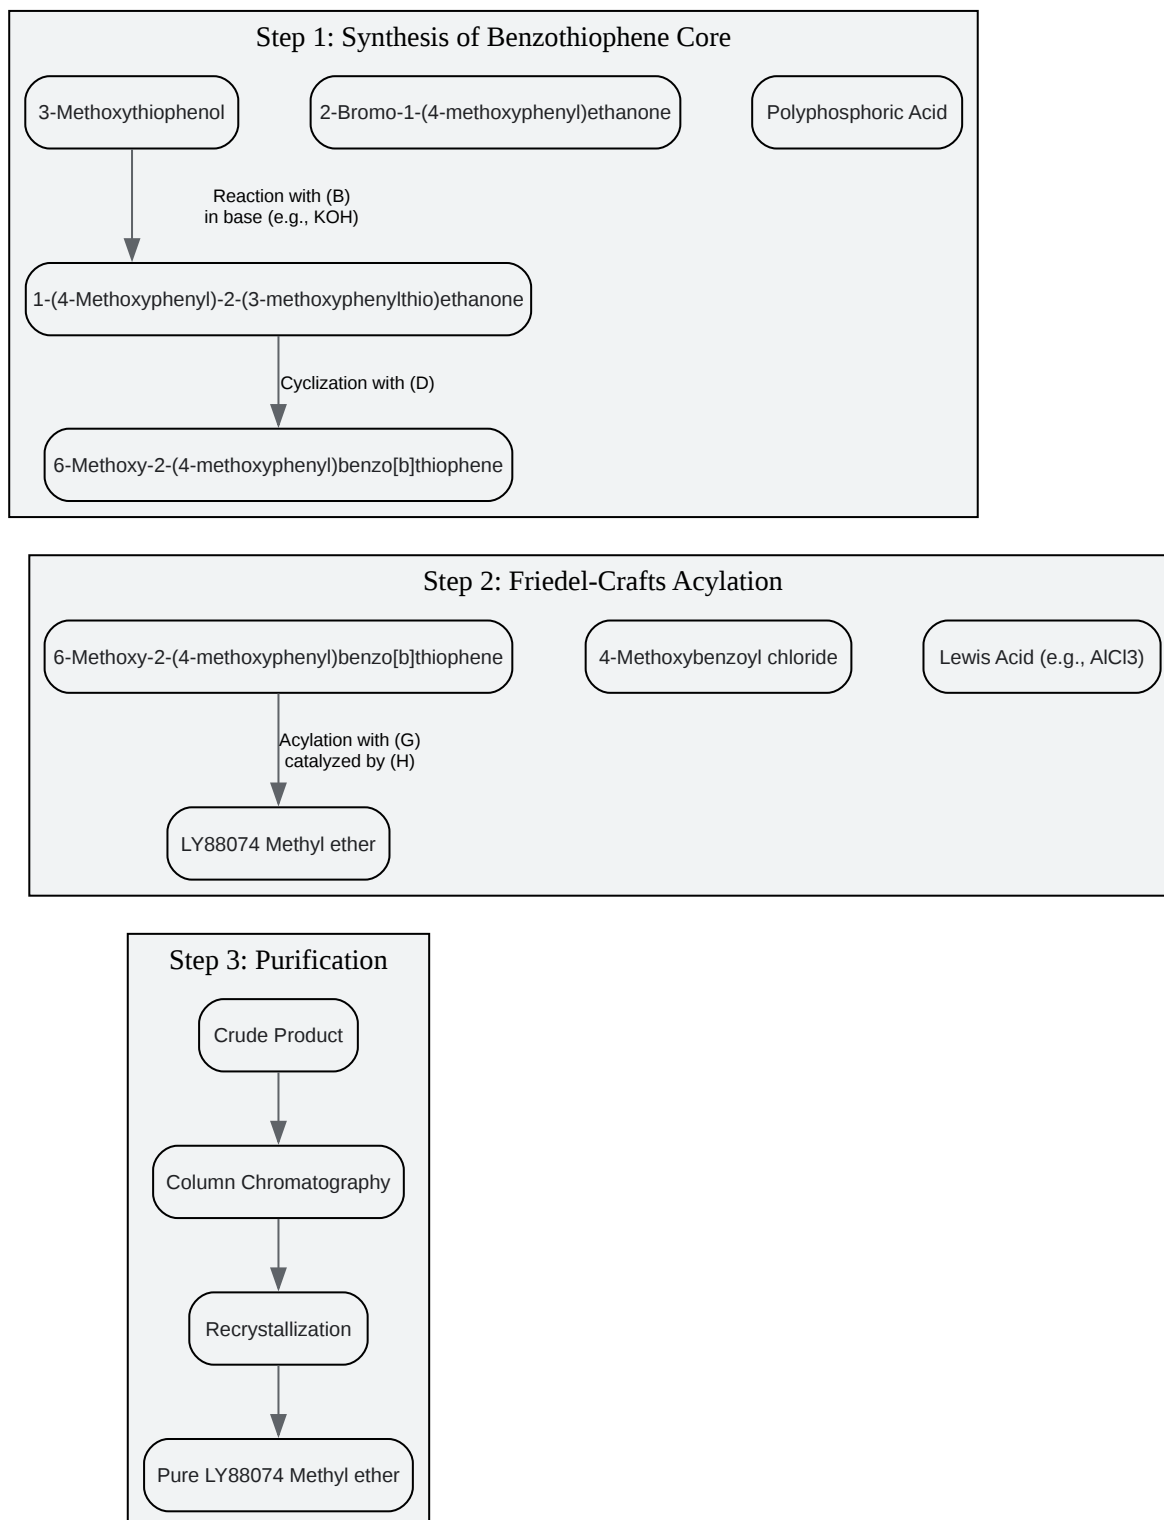 Step 1: Synthesis of Benzothiophene Core
3-Methoxythiophenol
2-Bromo-1-(4-methoxyphenyl)ethanone
Polyphosphoric Acid
Reaction with (B)
in base (e.g., KOH)
1-(4-Methoxyphenyl)-2-(3-methoxyphenylthio)ethanone
Cyclization with (D)
6-Methoxy-2-(4-methoxyphenyl)benzo[b]thiophene
Step 2: Friedel-Crafts Acylation
6-Methoxy-2-(4-methoxyphenyl)benzo[b]thiophene
4-Methoxybenzoyl chloride
Lewis Acid (e.g., AlCl3)
Acylation with (G)
catalyzed by (H)
LY88074 Methyl ether
Step 3: Purification
Crude Product
Column Chromatography
Recrystallization
Pure LY88074 Methyl ether